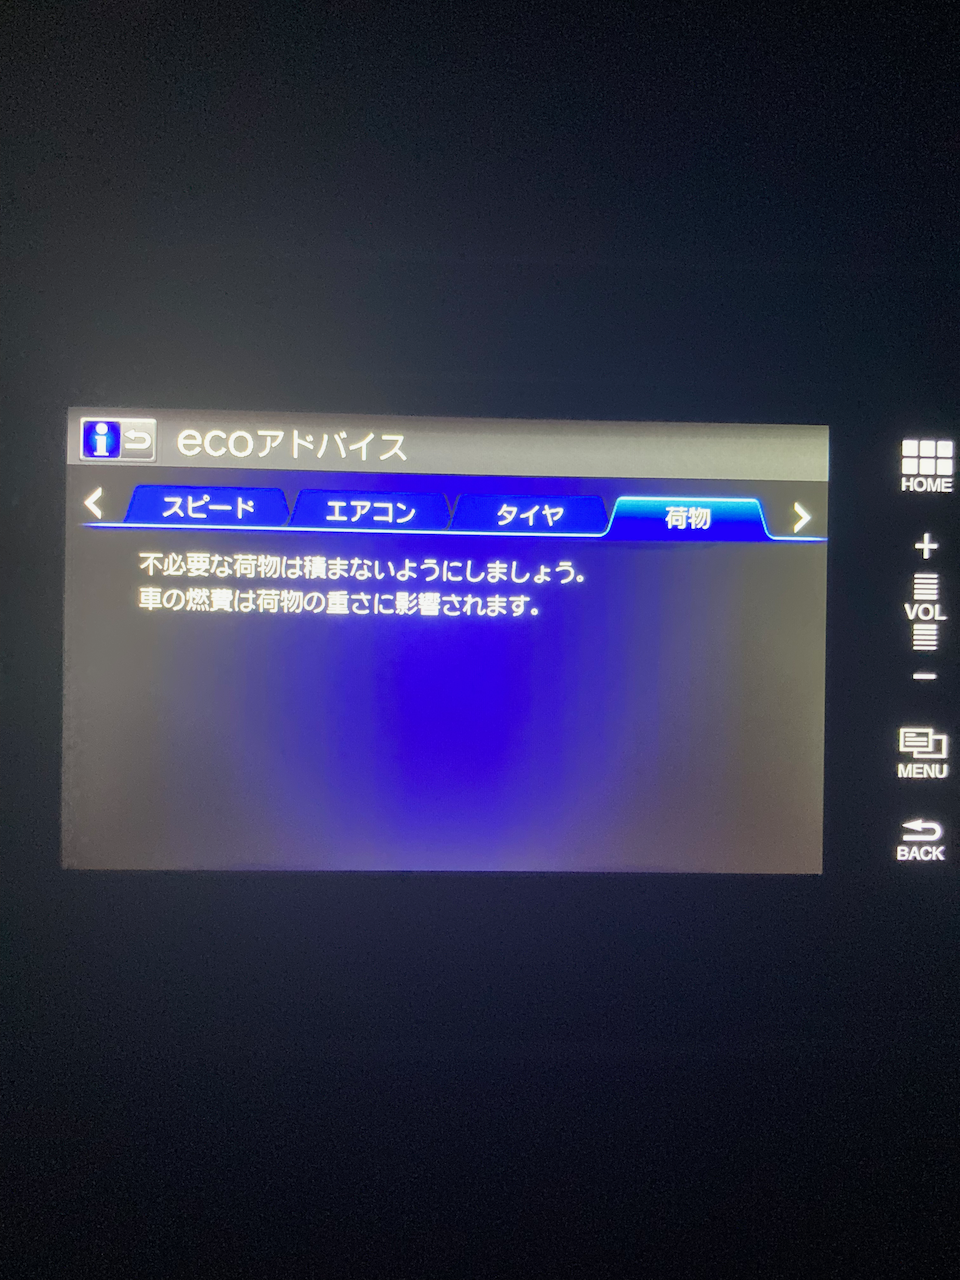 ecoアドバイス
スピード エアコン タイヤ 荷物
不必要な荷物は積まないようにしましょう。
車の燃費は荷物の重さに影響されます。
HOME
+
VOL
−
MENU
BACK